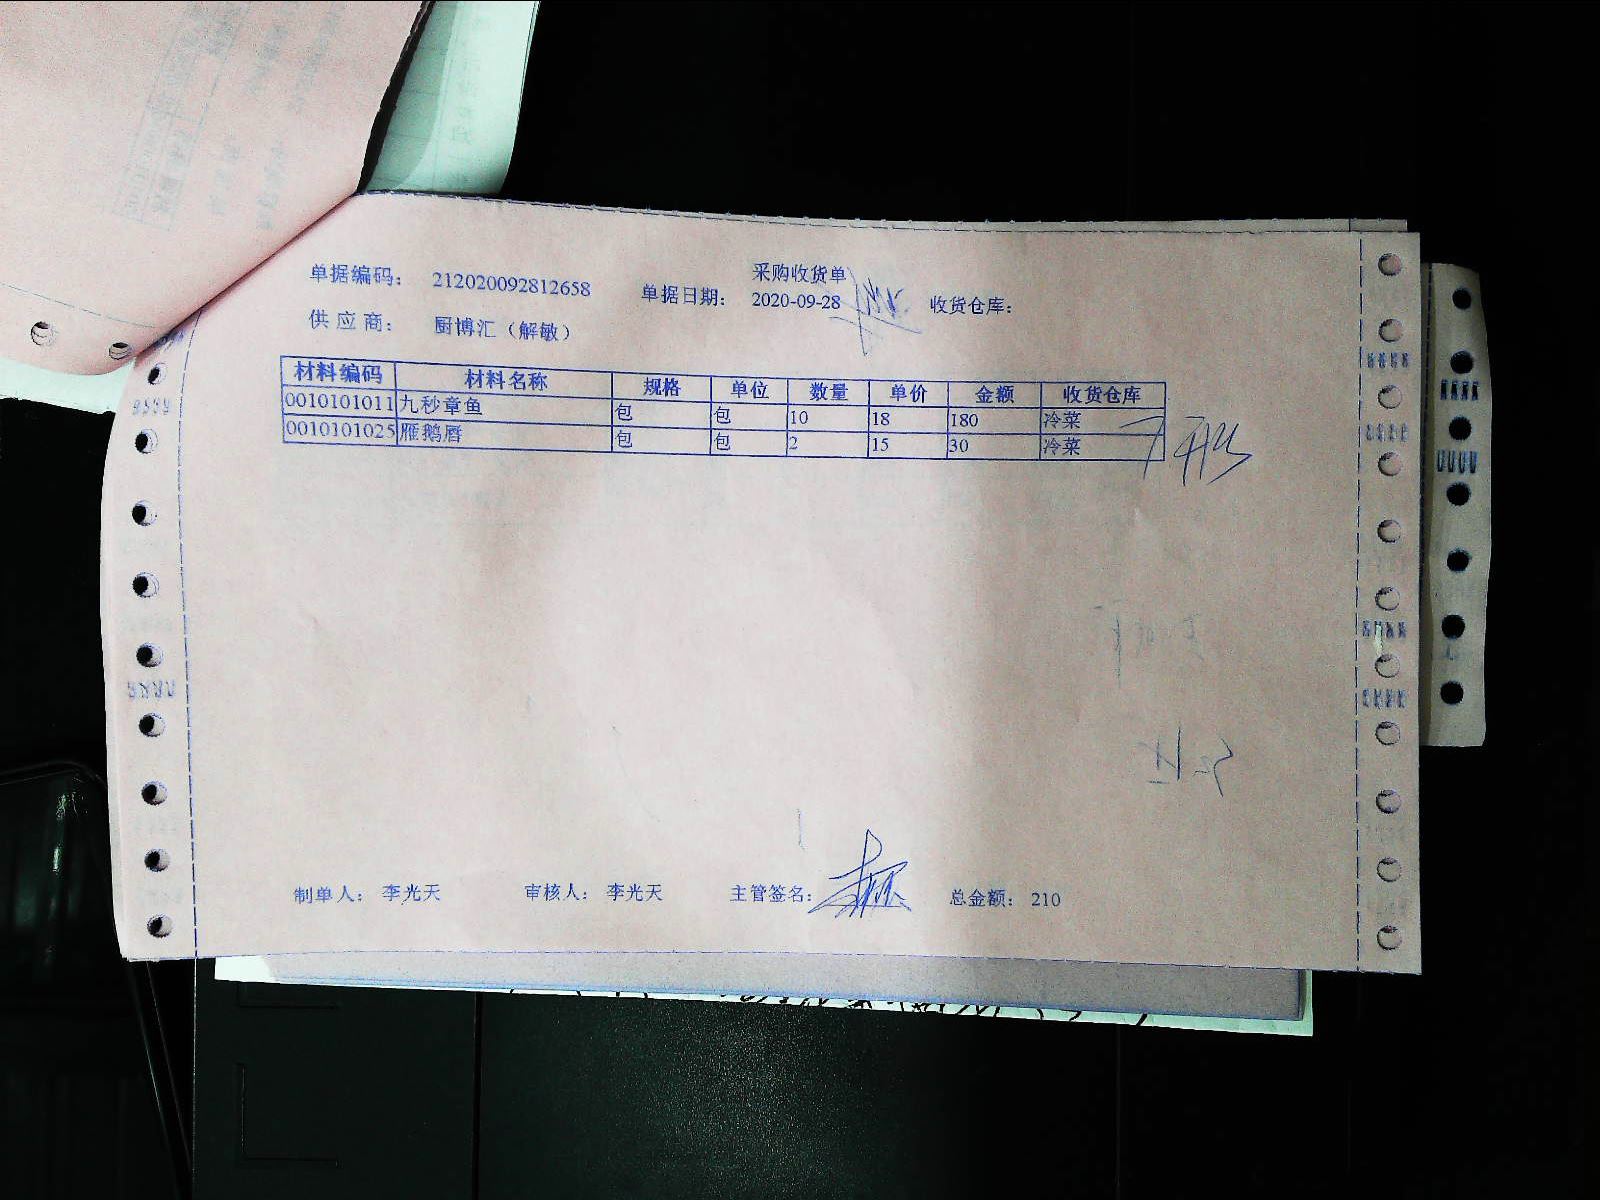 采购收货单
单据编码： 212020092812658 单据日期： 2020-09-28 收货仓库：
供 应 商： 厨博汇（解敏）
材料编码 材料名称 规格 单位 数量 单价 金额 收货仓库
0010101011 九秒章鱼 包 包 10 18 180 冷菜
0010101025 雁鹅唇 包 包 2 15 30 冷菜
制单人： 李光天 审核人： 李光天 主管签名： 总金额： 210